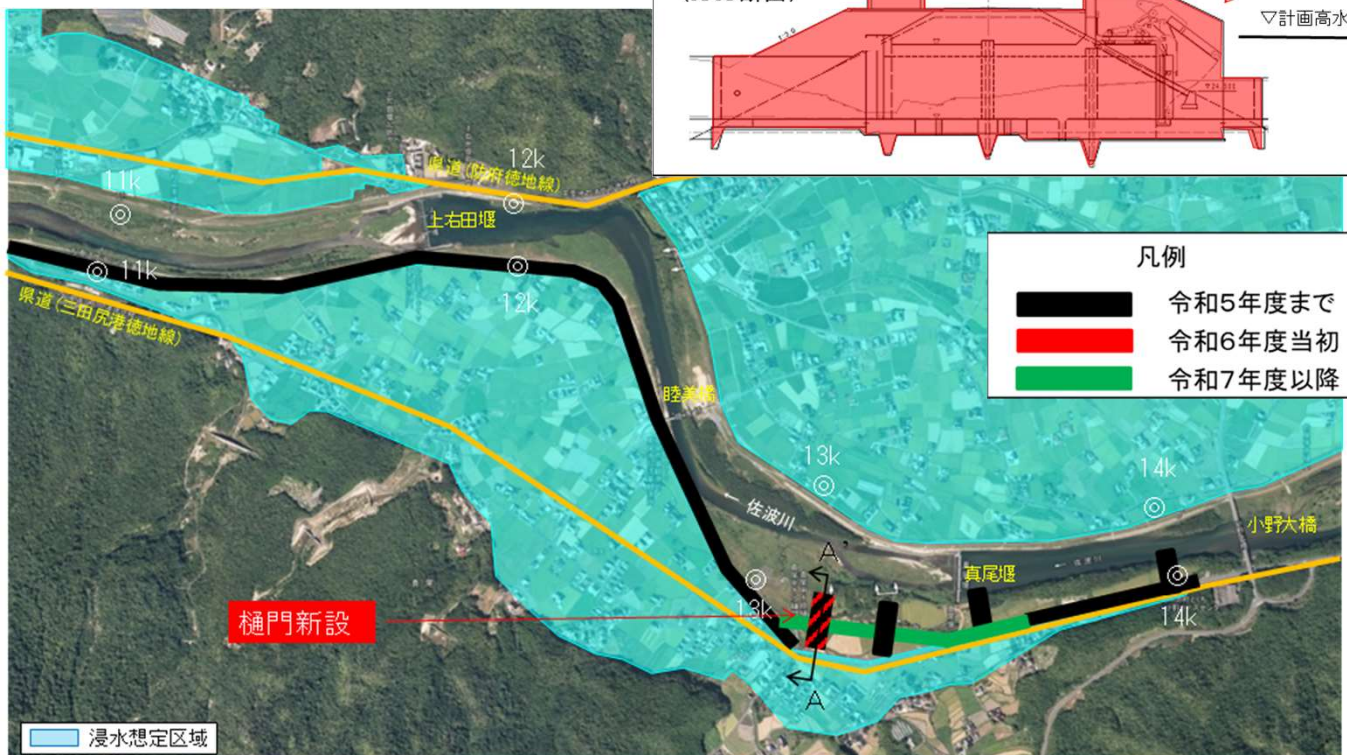 ▽計画高水
1:3.0
県道(防府徳地線)
12k
11k
上右田堰
11k
12k
県道(三田尻港徳地線)
凡例
令和5年度まで
令和6年度当初
令和7年度以降
睦美橋
13k
14k
佐波川
小野大橋
A'
真尾堰
13k
14k
樋門新設
A
浸水想定区域